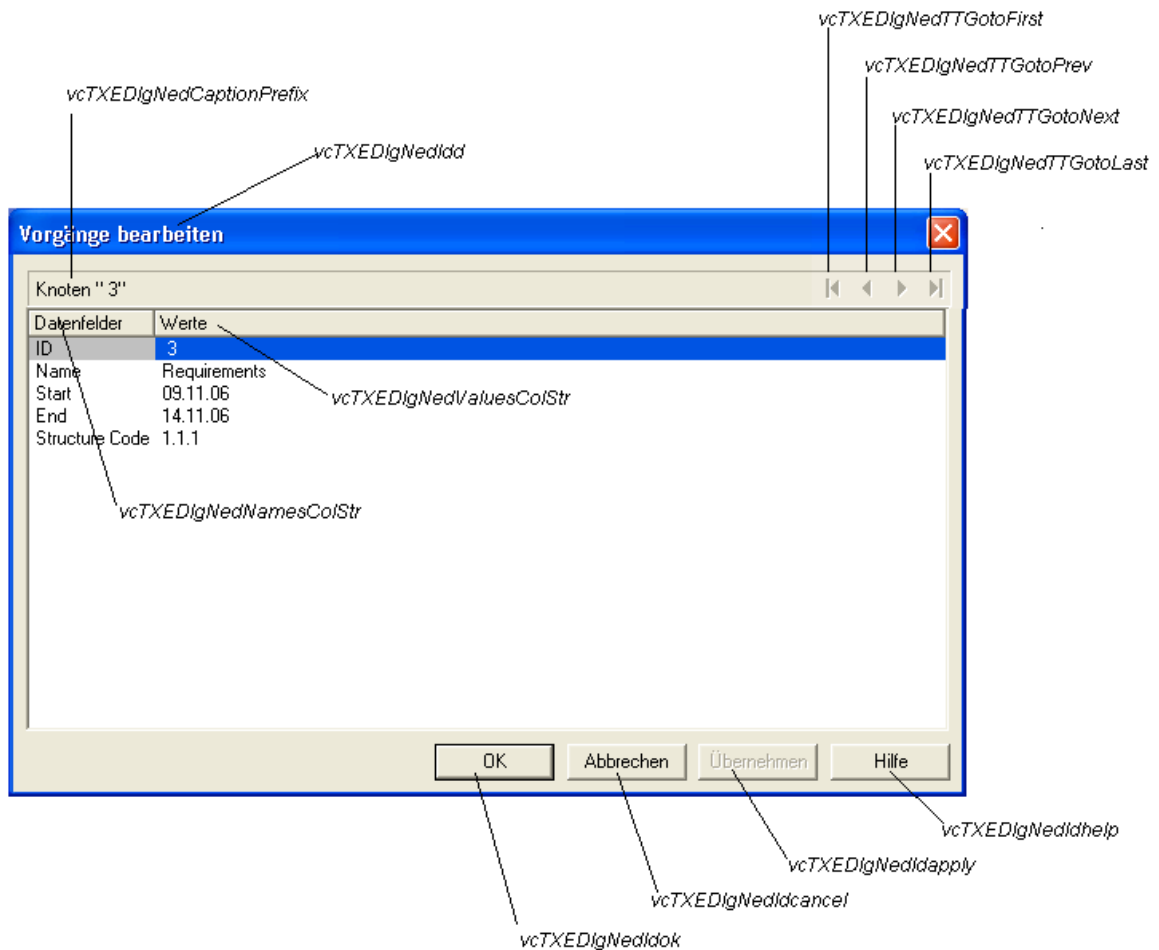 vcTXEDlgNedTTGotoFirst
vcTXEDlgNedTTGotoPrev
vcTXEDlgNedCaptionPrefix
vcTXEDlgNedTTGotoNext
vcTXEDlgNedIdd
vcTXEDlgNedTTGotoLast
Vorgänge bearbeiten
Knoten " 3"
Datenfelder Werte
ID 3
Name Requirements
Start 09.11.06
End 14.11.06
Structure Code 1.1.1
vcTXEDlgNedValuesColStr
vcTXEDlgNedNamesColStr
OK Abbrechen Übernehmen Hilfe
vcTXEDlgNedIdhelp
vcTXEDlgNedIdapply
vcTXEDlgNedIdcancel
vcTXEDlgNedIdok